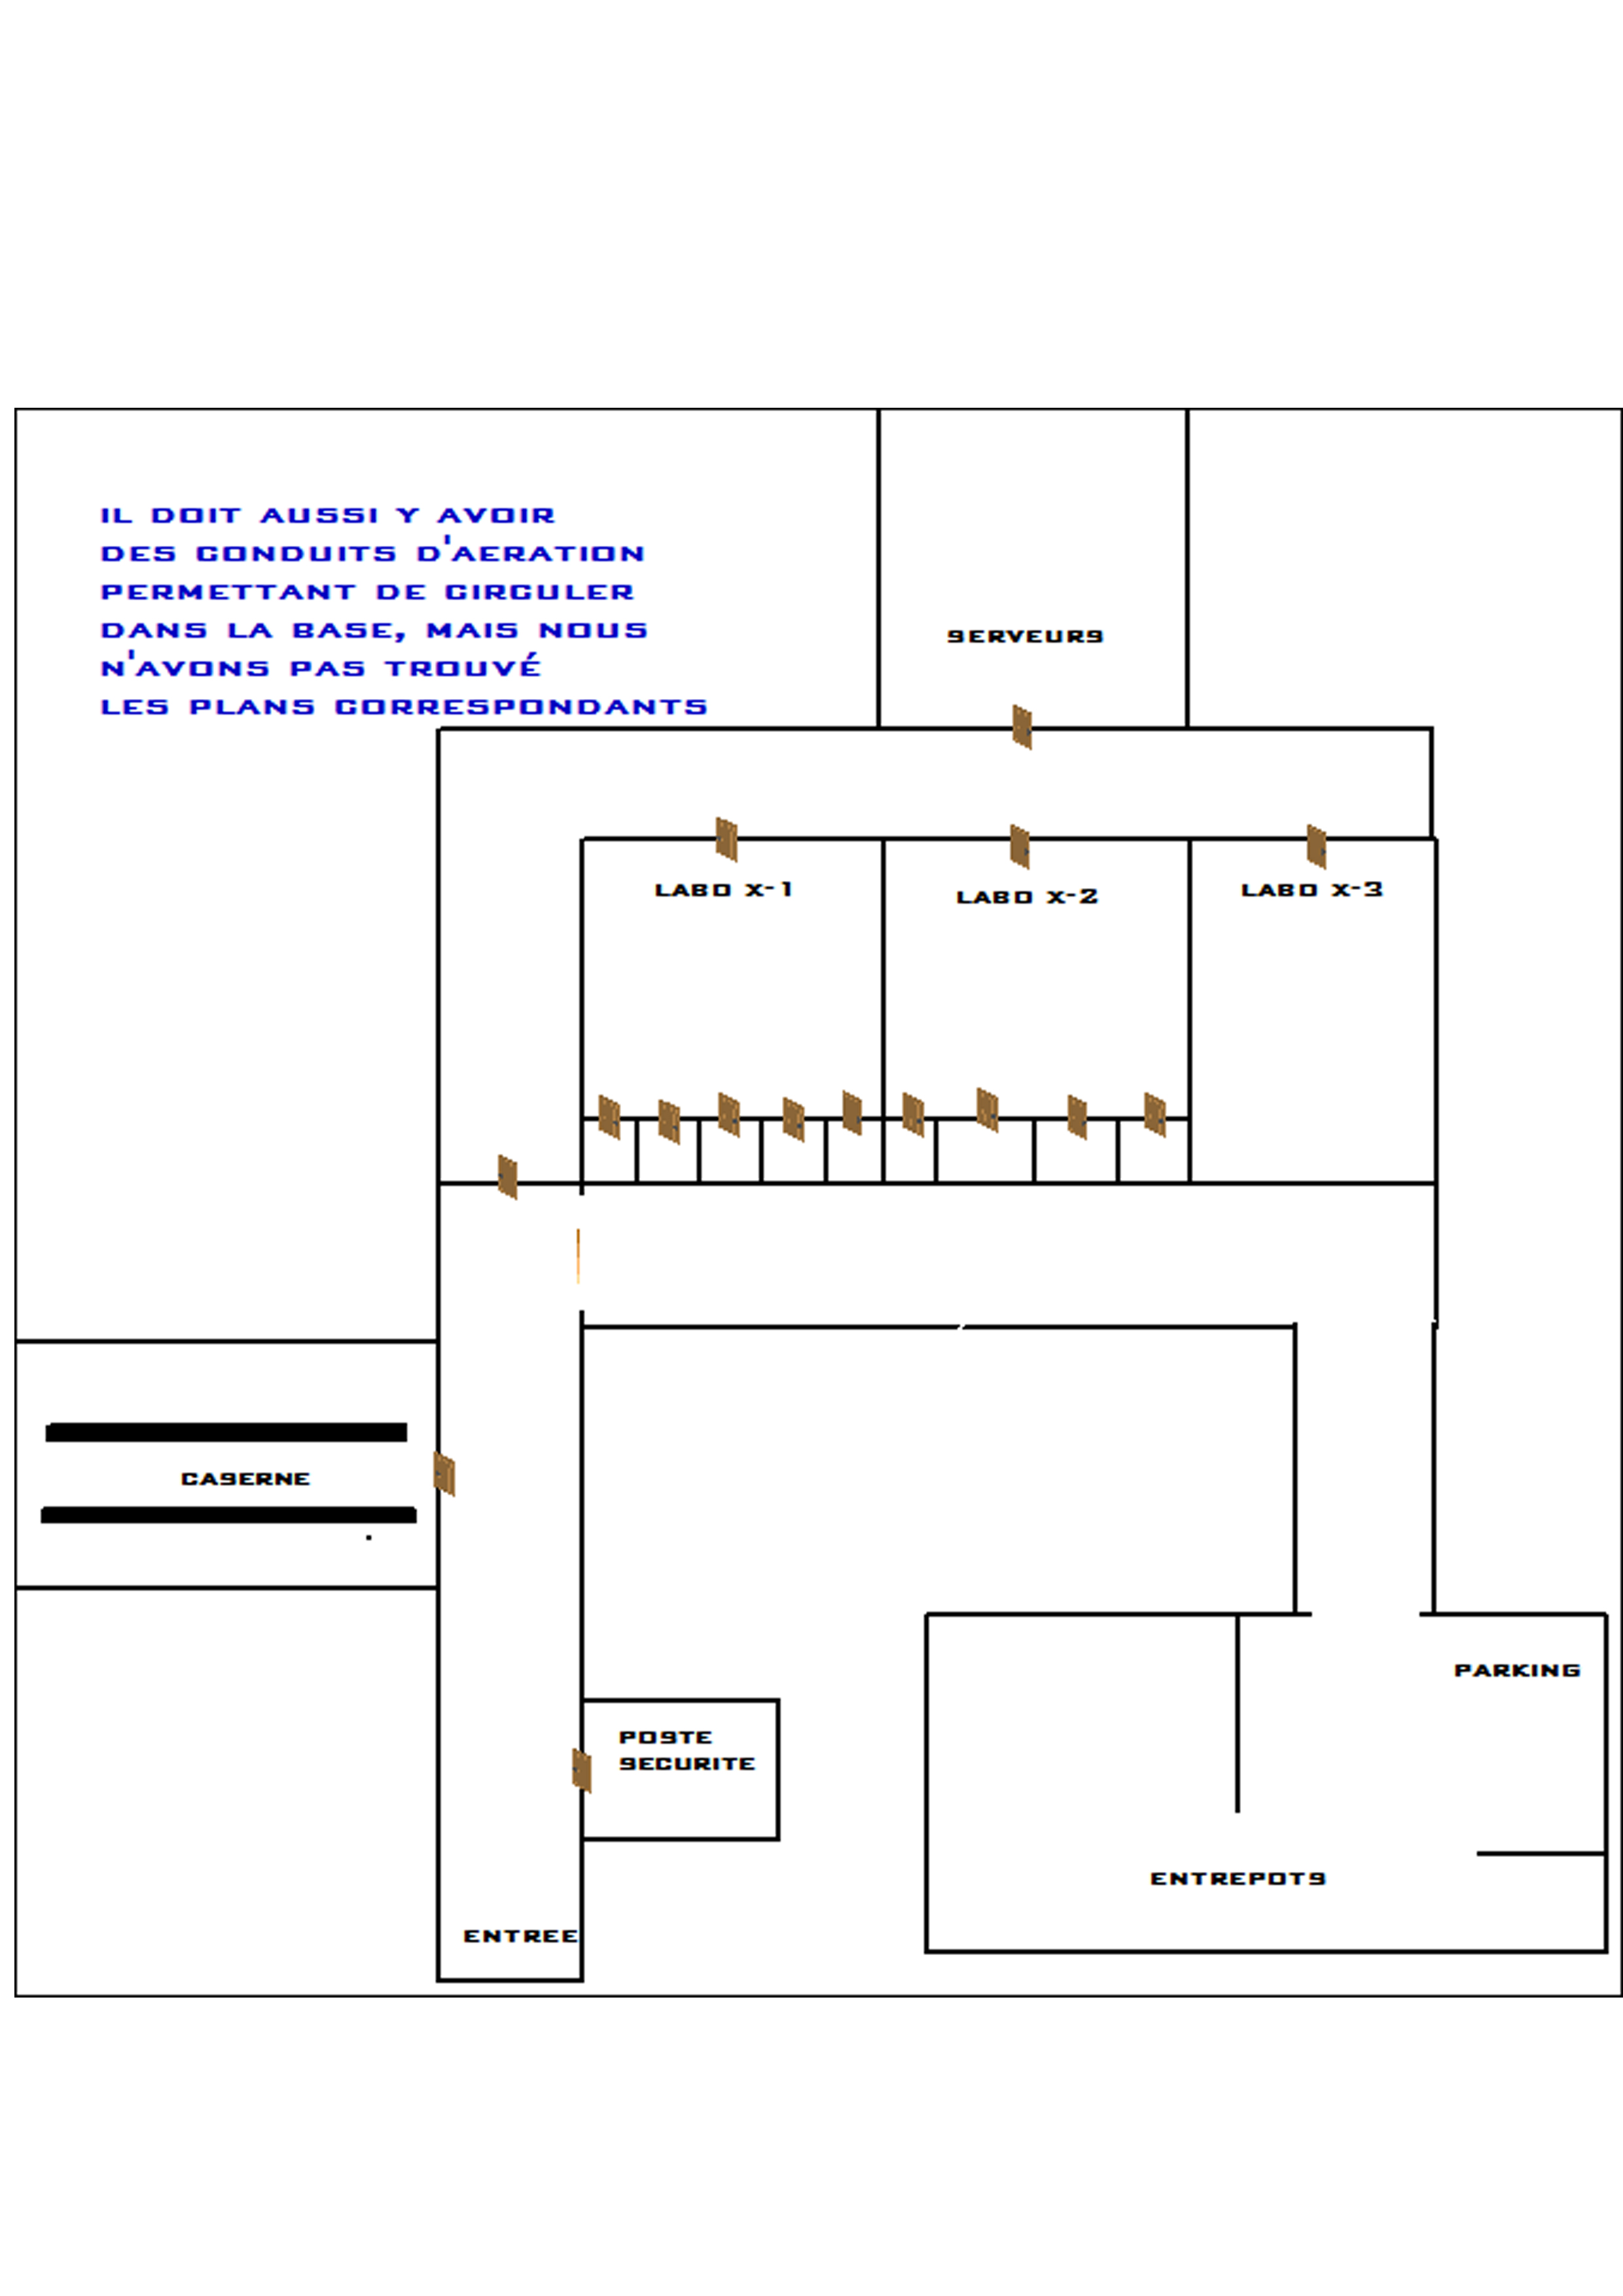 IL DOIT AUSSI Y AVOIR
DES CONDUITS D'AERATION
PERMETTANT DE CIRCULER
DANS LA BASE, MAIS NOUS
N'AVONS PAS TROUVÉ
LES PLANS CORRESPONDANTS
SERVEURS
LABO X-1
LABO X-2
LABO X-3
CASERNE
PARKING
POSTE
SECURITE
ENTREPOTS
ENTREE